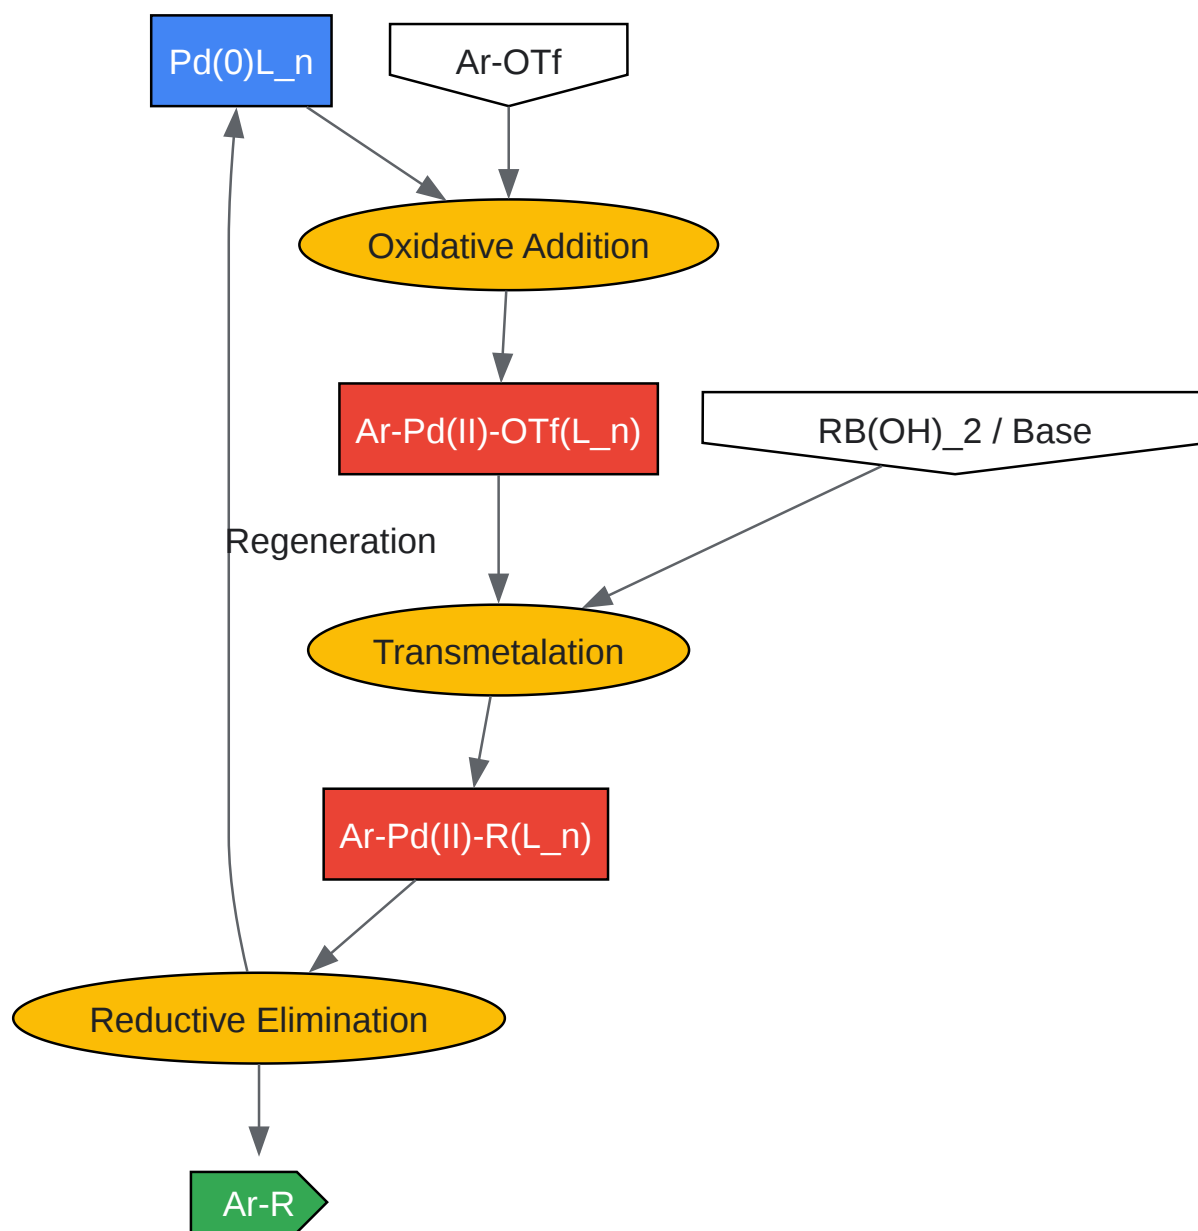 Pd(0)L_n
Ar-OTf
Oxidative Addition
Ar-Pd(II)-OTf(L_n)
RB(OH)_2 / Base
Regeneration
Transmetalation
Ar-Pd(II)-R(L_n)
Reductive Elimination
Ar-R